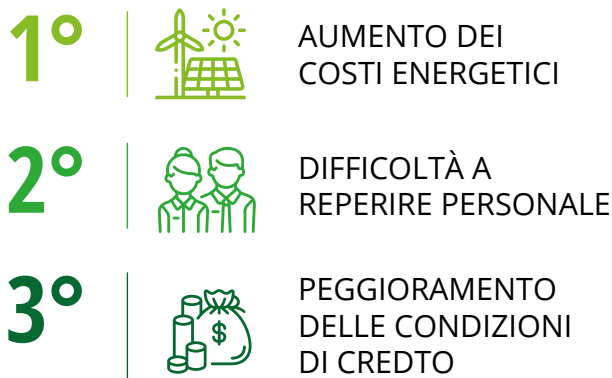 1°
AUMENTO DEI
COSTI ENERGETICI
2°
DIFFICOLTÀ A
REPERIRE PERSONALE
3°
$
PEGGIORAMENTO
DELLE CONDIZIONI
DI CREDTO